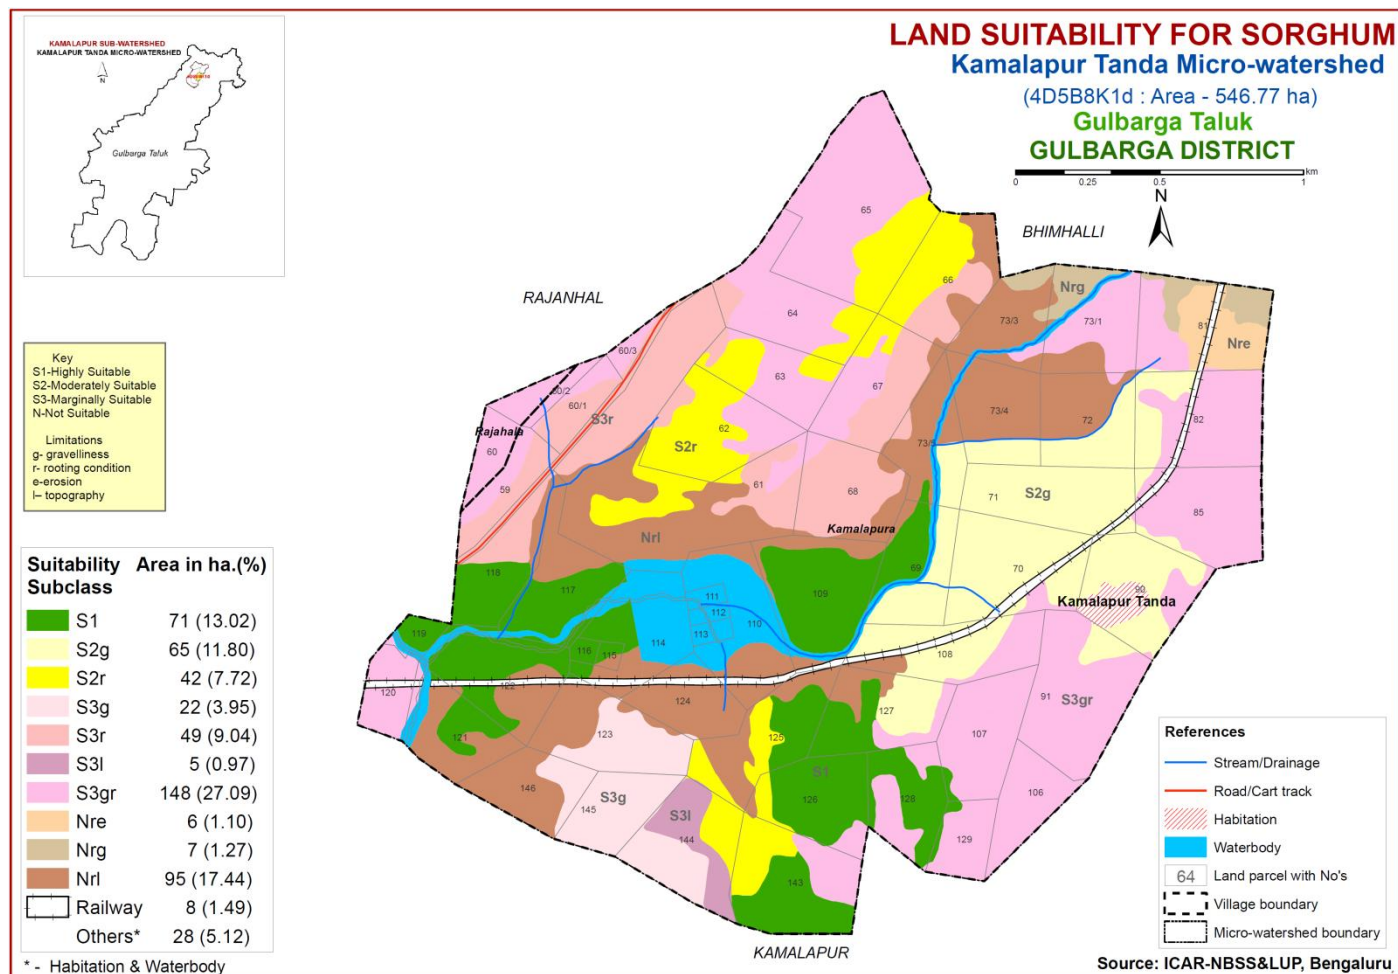 KAMALAPUR SUB-WATERSHED
KAMALAPUR TANDA MICRO-WATERSHED
N
Gulbarga Taluk
LAND SUITABILITY FOR SORGHUM
Kamalapur Tanda Micro-watershed
(4D5B8K1d : Area - 546.77 ha)
Gulbarga Taluk
GULBARGA DISTRICT
km
0 0.25 0.5 1
N
BHIMHALLI
RAJANHAL
Key
S1-Highly Suitable
S2-Moderately Suitable
S3-Marginally Suitable
N-Not Suitable
Limitations
g- gravelliness
r- rooting condition
e-erosion
l– topography
Suitability Area in ha.(%)
Subclass
S1 71 (13.02)
S2g 65 (11.80)
S2r 42 (7.72)
S3g 22 (3.95)
S3r 49 (9.04)
S3l 5 (0.97)
S3gr 148 (27.09)
Nre 6 (1.10)
Nrg 7 (1.27)
Nrl 95 (17.44)
Railway 8 (1.49)
Others* 28 (5.12)
* - Habitation & Waterbody
65
66
Nrg
73/3
73/1
81
Nre
64
60/3
63
67
60/2
60/1
S3r
62
S2r
73/4
72
82
Rajahala
60
73/5
59
61
68
71
S2g
85
Kamalapura
Nrl
118
117
109
69
70
92
Kamalapur Tanda
111
112
110
113
114
119
116
115
108
120
122
124
127
91
S3gr
121
123
125
107
146
145
S3g
S3l
144
S1
126
128
106
129
143
KAMALAPUR
References
Stream/Drainage
Road/Cart track
Habitation
Waterbody
64 Land parcel with No's
Village boundary
Micro-watershed boundary
Source: ICAR-NBSS&LUP, Bengaluru